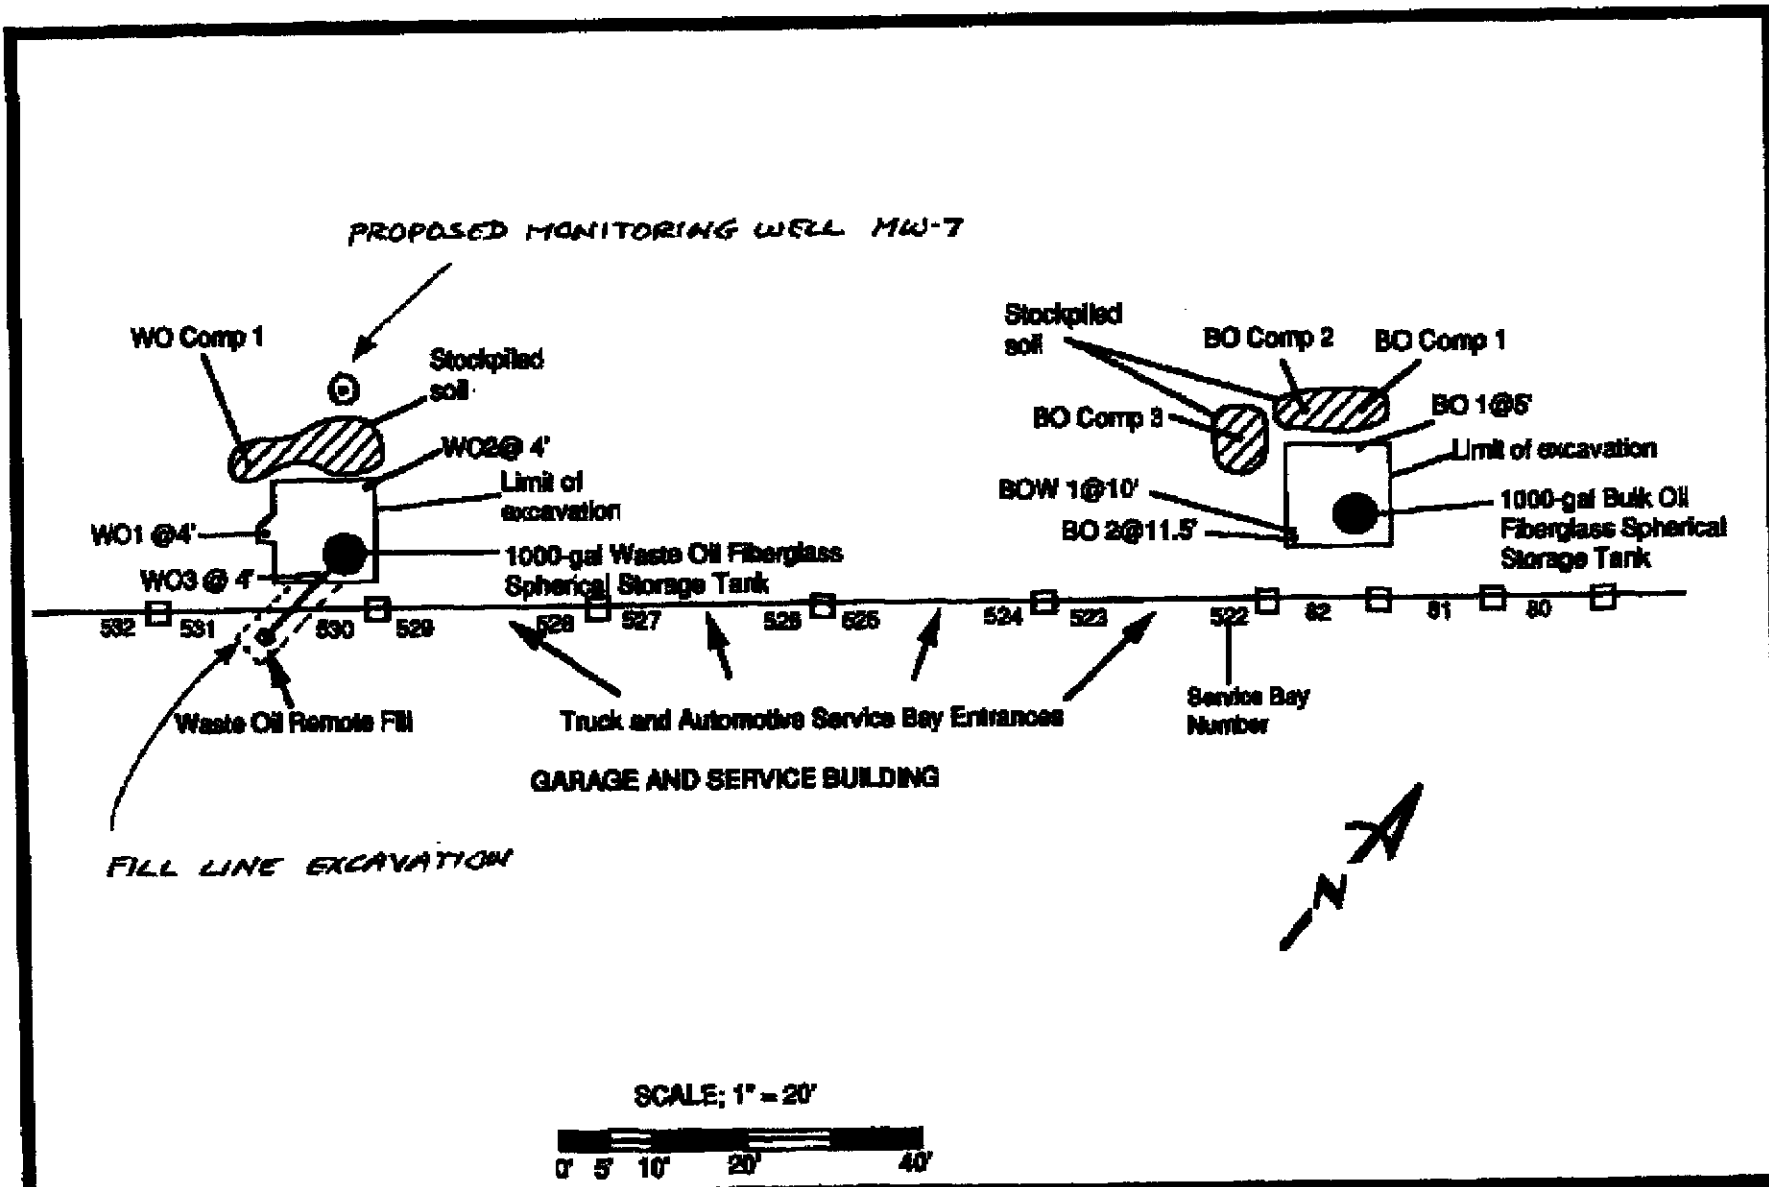 PROPOSED MONITORING WELL MW-7
WO Comp 1
Stockpiled
soil
WO2@ 4'
Limit of
excavation
WO1 @4'
1000-gal Waste Oil Fiberglass
Spherical Storage Tank
WO3 @ 4'
Stockpiled
soil
BO Comp 2
BO Comp 1
BO Comp 3
BO 1@5'
Limit of excavation
BOW 1@10'
BO 2@11.5'
1000-gal Bulk Oil
Fiberglass Spherical
Storage Tank
532 531 530 529 528 527 526 525 524 523 522 82 81 80
Waste Oil Remote Fill
Truck and Automotive Service Bay Entrances
Service Bay
Number
GARAGE AND SERVICE BUILDING
FILL LINE EXCAVATION
N
SCALE; 1" = 20'
0' 5' 10' 20' 40'